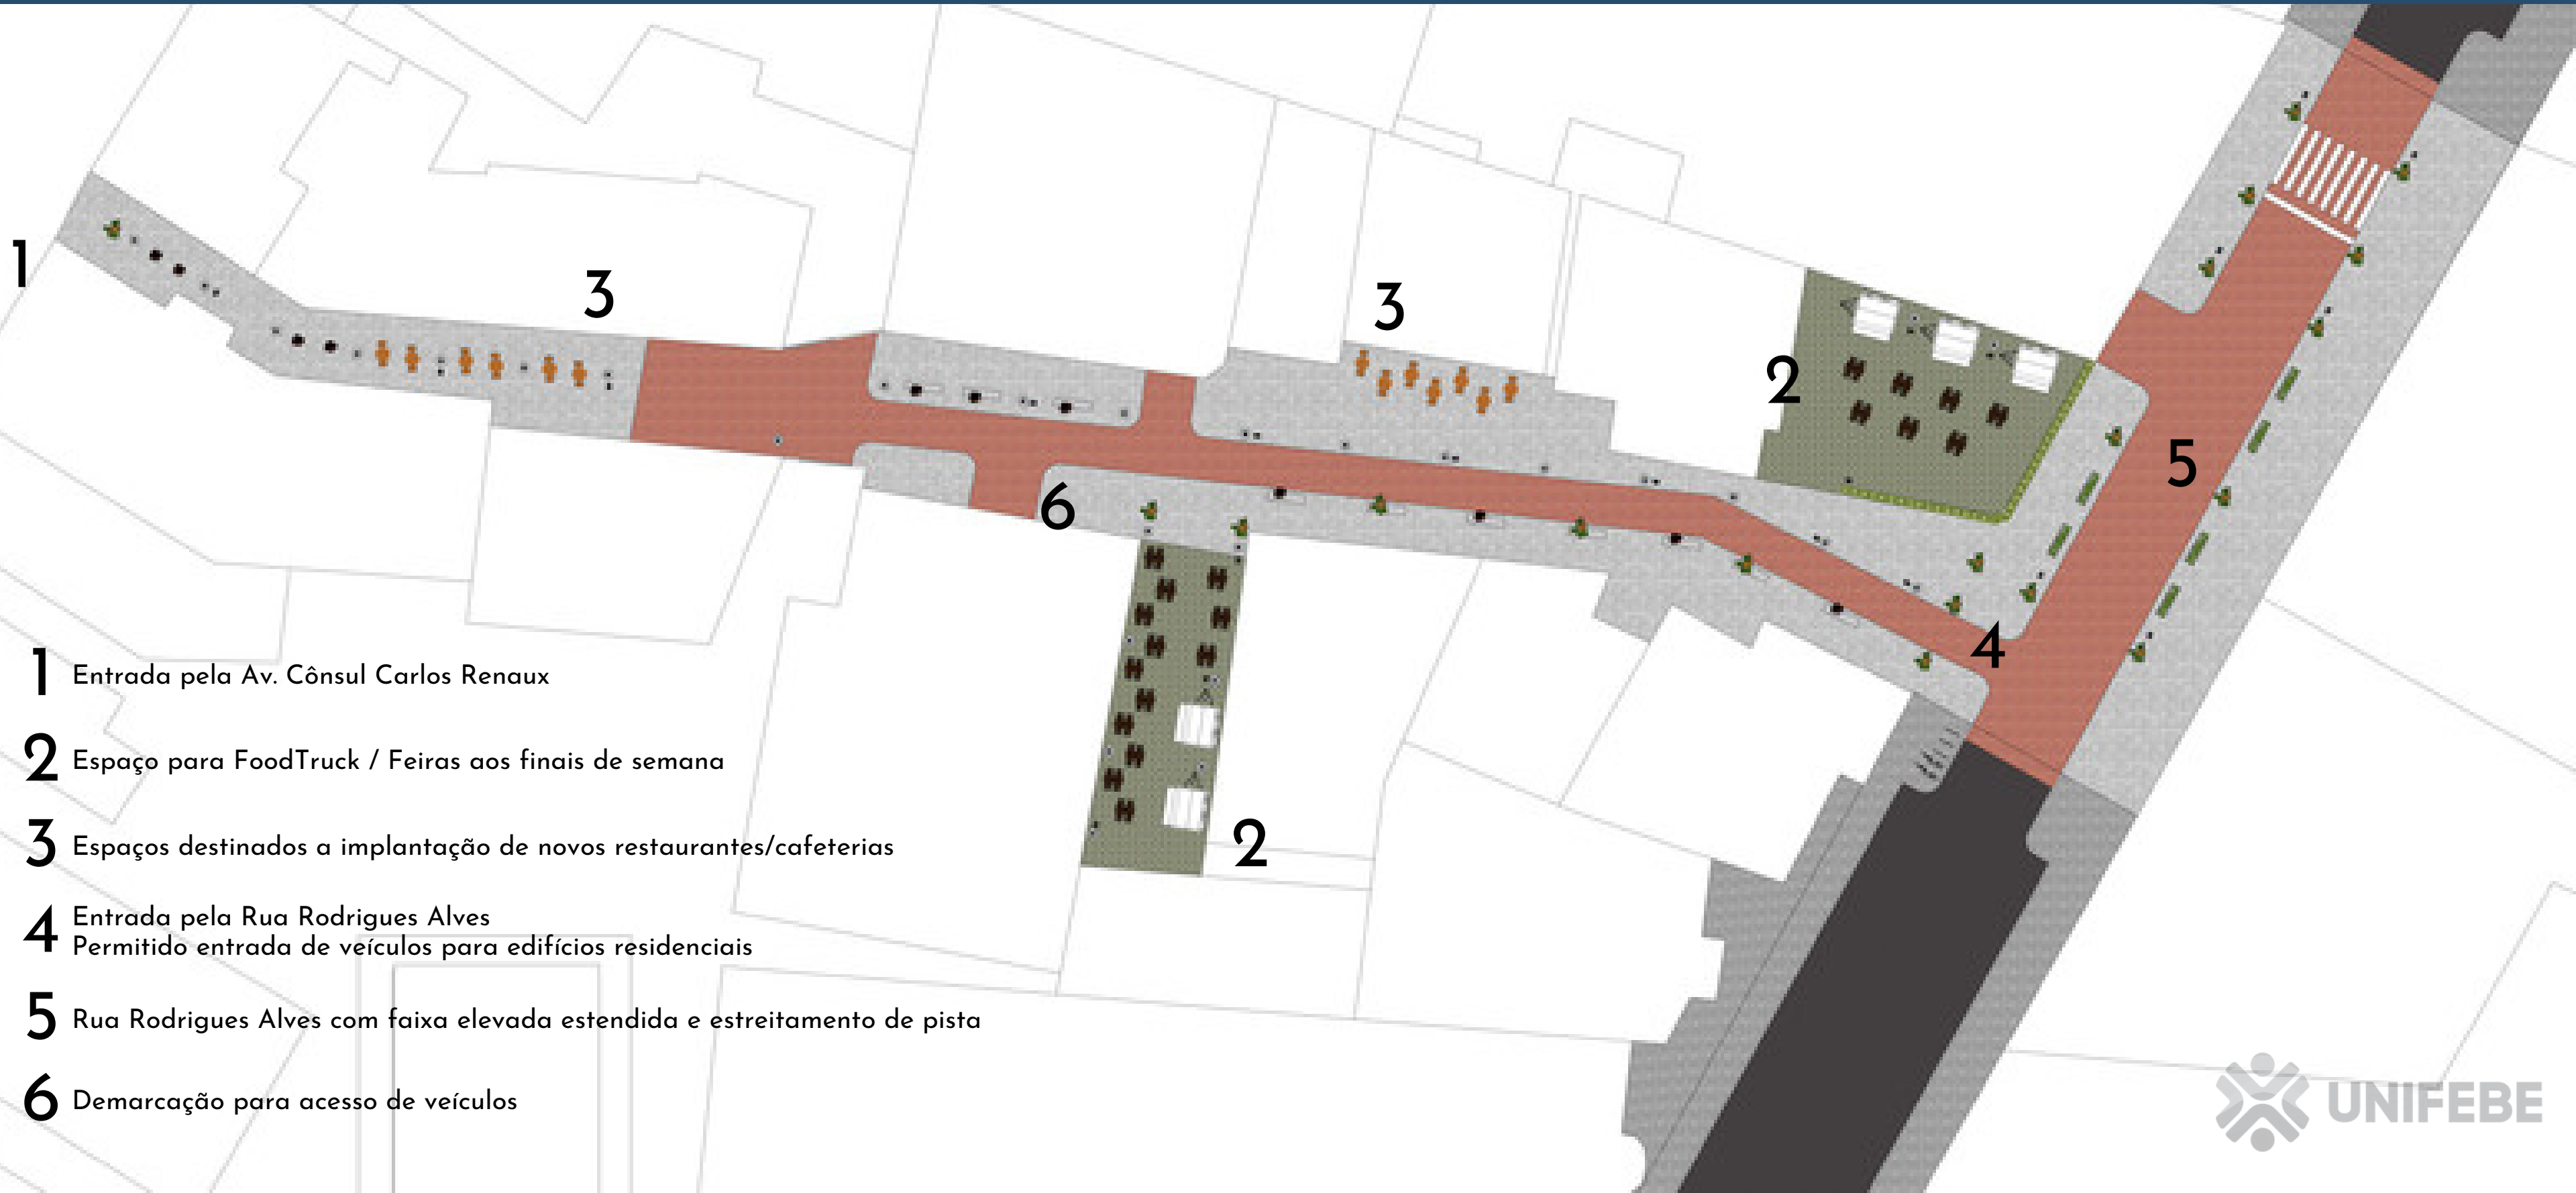 1
3
3
2
5
6
4
2
1 Entrada pela Av. Cônsul Carlos Renaux
2 Espaço para FoodTruck / Feiras aos finais de semana
3 Espaços destinados a implantação de novos restaurantes/cafeterias
4 Entrada pela Rua Rodrigues Alves
Permitido entrada de veículos para edifícios residenciais
5 Rua Rodrigues Alves com faixa elevada estendida e estreitamento de pista
6 Demarcação para acesso de veículos
UNIFEBE